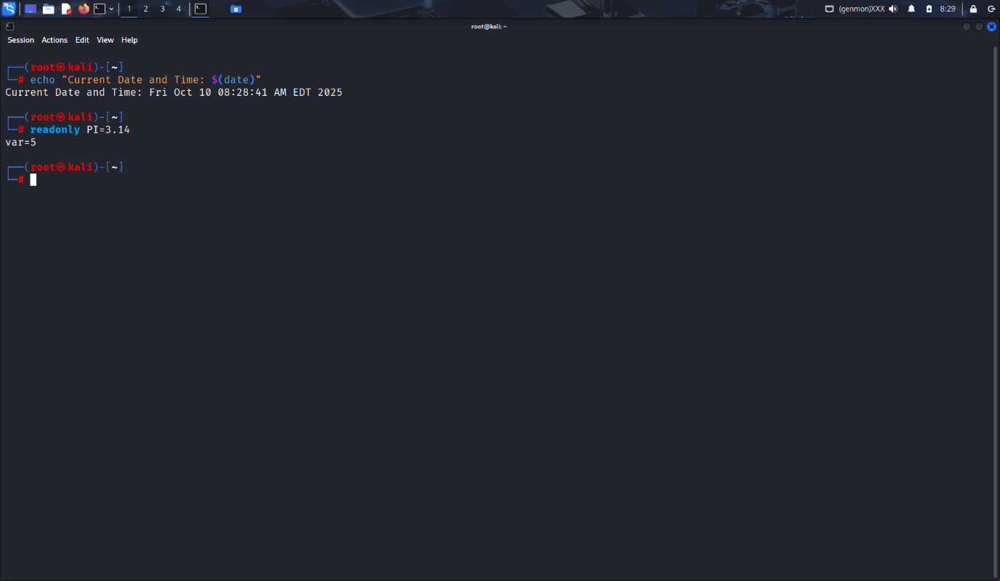 1 2 3 4 (genmon)XXX 8:29
root@kali: ~
Session Actions Edit View Help
┌──(root㉿kali)-[~]
└─# echo "Current Date and Time: $(date)"
Current Date and Time: Fri Oct 10 08:28:41 AM EDT 2025
┌──(root㉿kali)-[~]
└─# readonly PI=3.14
var=5
┌──(root㉿kali)-[~]
└─#